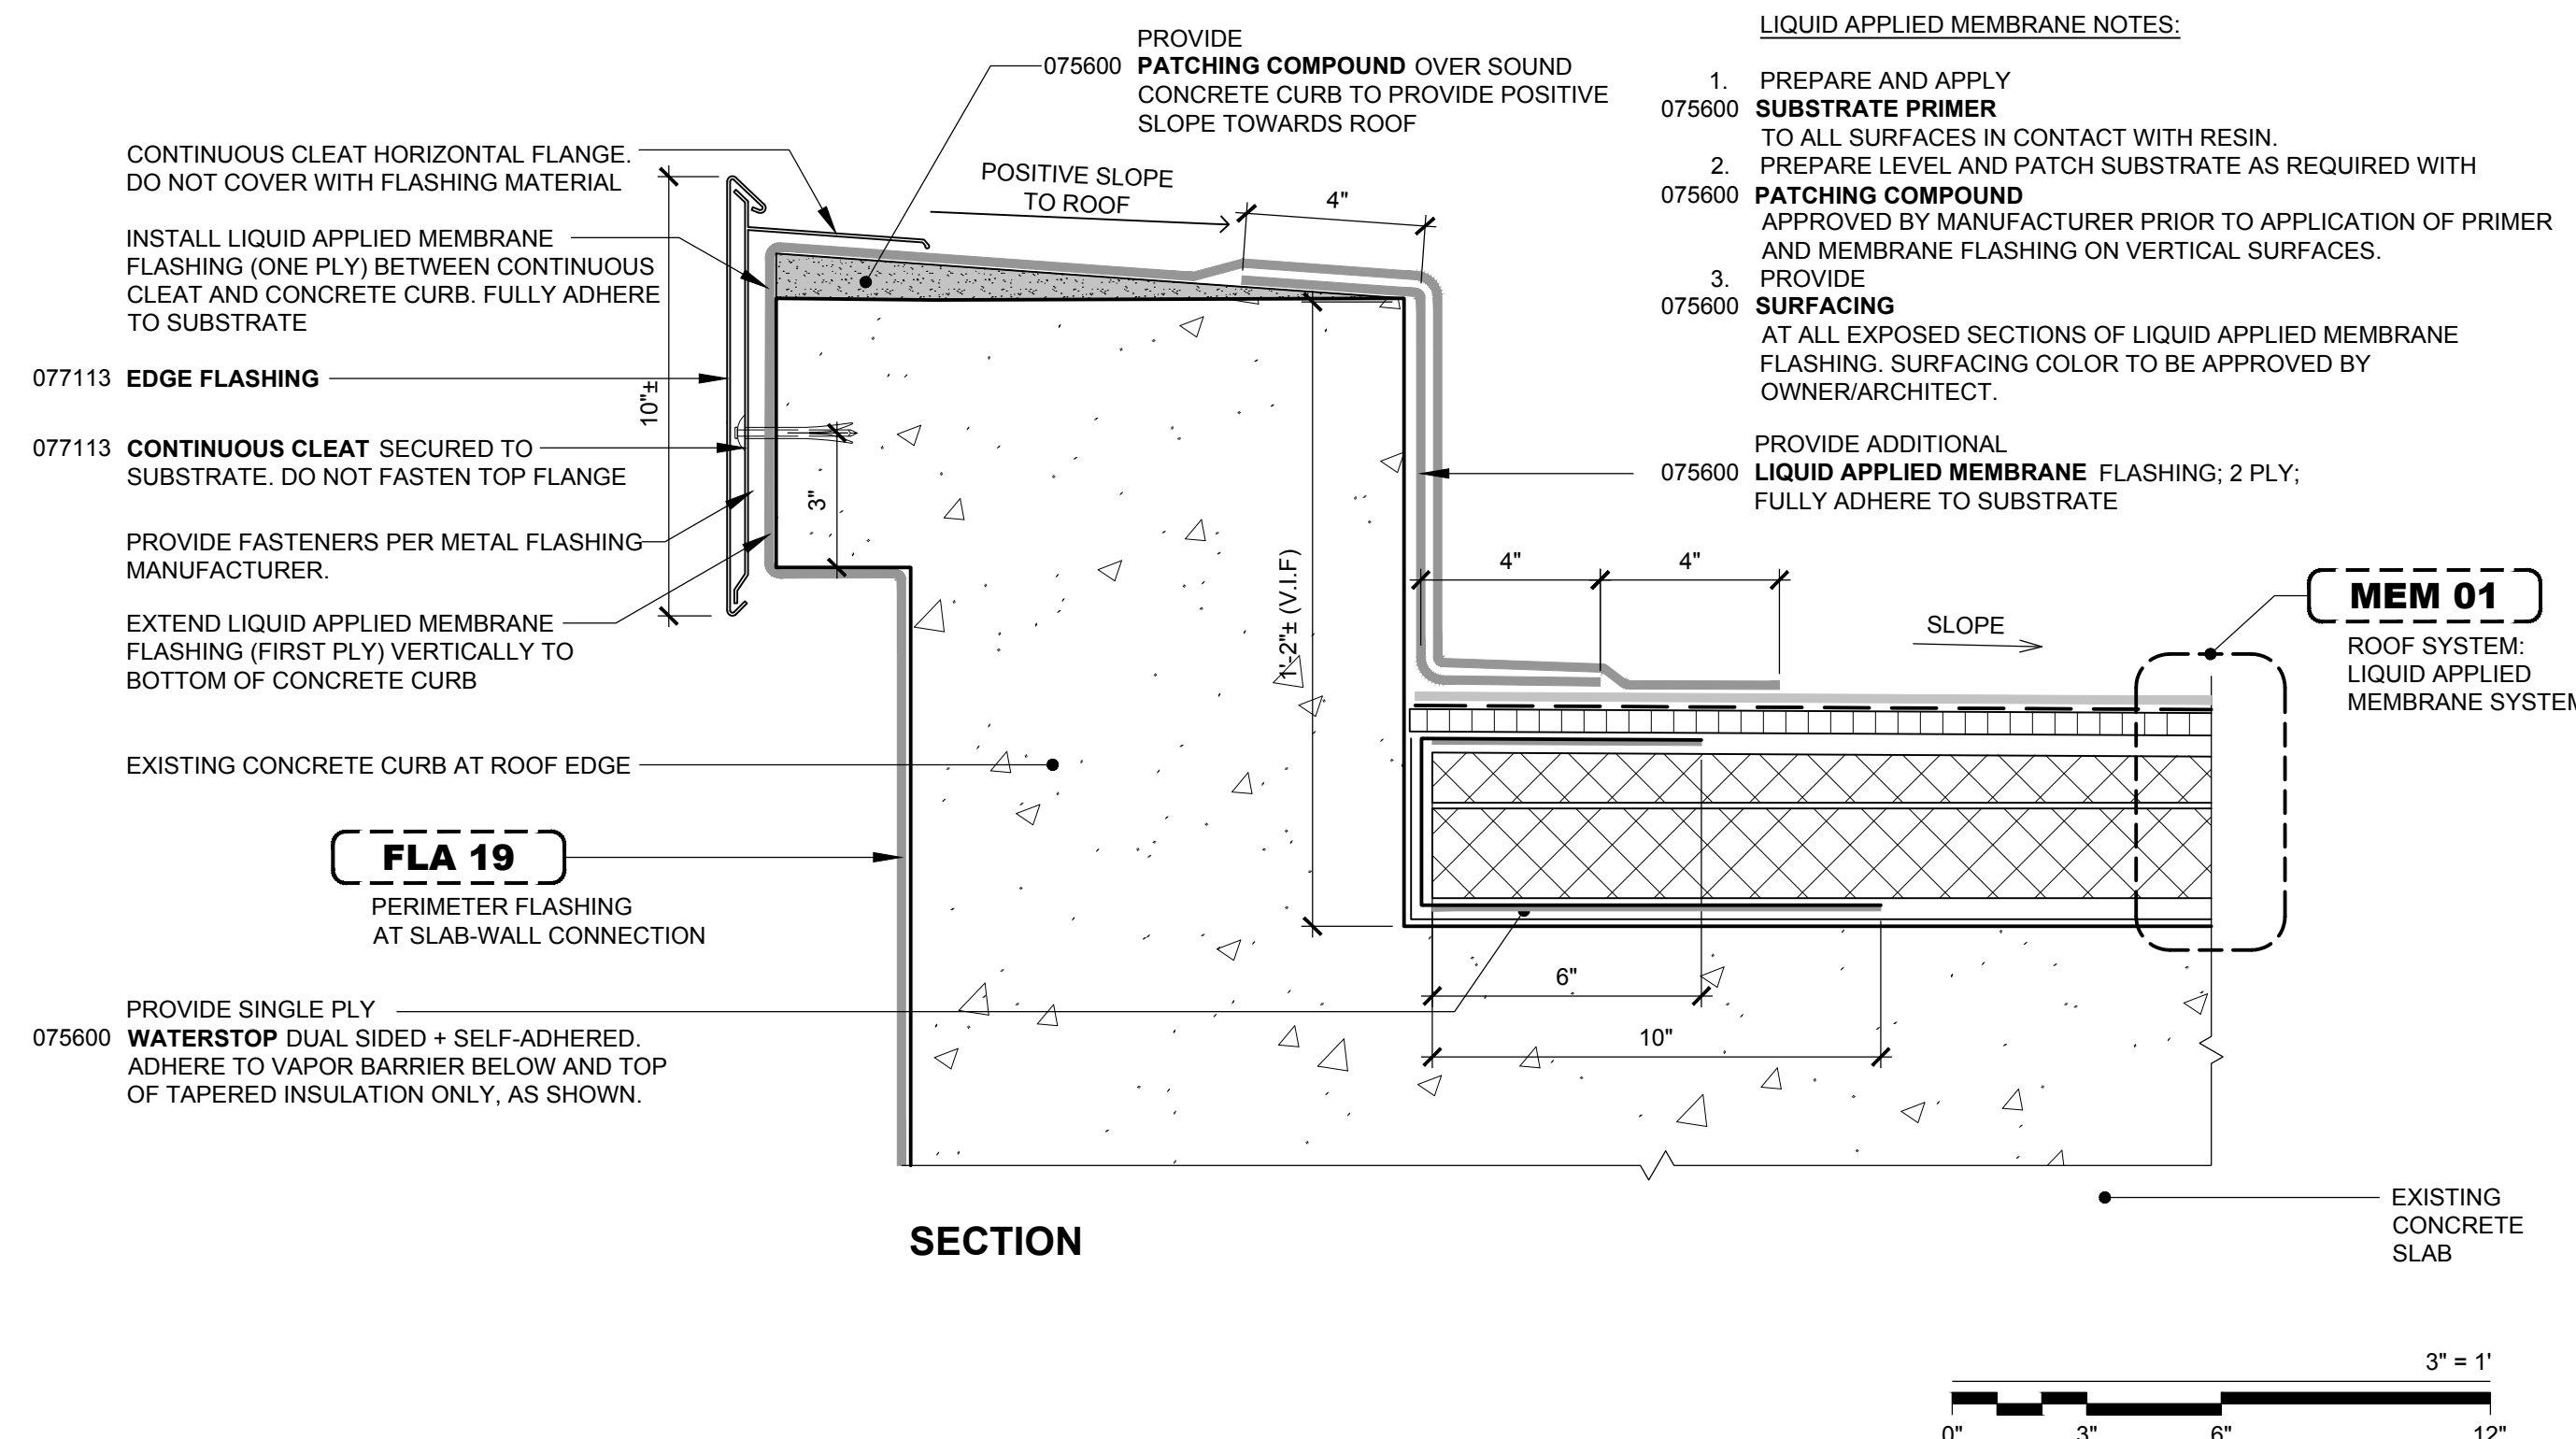 PROVIDE
075600 PATCHING COMPOUND OVER SOUND
CONCRETE CURB TO PROVIDE POSITIVE
SLOPE TOWARDS ROOF
CONTINUOUS CLEAT HORIZONTAL FLANGE.
DO NOT COVER WITH FLASHING MATERIAL
INSTALL LIQUID APPLIED MEMBRANE
FLASHING (ONE PLY) BETWEEN CONTINUOUS
CLEAT AND CONCRETE CURB. FULLY ADHERE
TO SUBSTRATE
077113 EDGE FLASHING
077113 CONTINUOUS CLEAT SECURED TO
SUBSTRATE. DO NOT FASTEN TOP FLANGE
PROVIDE FASTENERS PER METAL FLASHING
MANUFACTURER.
EXTEND LIQUID APPLIED MEMBRANE
FLASHING (FIRST PLY) VERTICALLY TO
BOTTOM OF CONCRETE CURB
EXISTING CONCRETE CURB AT ROOF EDGE
FLA 19
PERIMETER FLASHING
AT SLAB-WALL CONNECTION
PROVIDE SINGLE PLY
075600 WATERSTOP DUAL SIDED + SELF-ADHERED.
ADHERE TO VAPOR BARRIER BELOW AND TOP
OF TAPERED INSULATION ONLY, AS SHOWN.
POSITIVE SLOPE
TO ROOF
4"
10"±
3"
1'-2"± (V.I.F)
4"
4"
SLOPE
6"
10"
LIQUID APPLIED MEMBRANE NOTES:
1. PREPARE AND APPLY
075600 SUBSTRATE PRIMER
TO ALL SURFACES IN CONTACT WITH RESIN.
2. PREPARE LEVEL AND PATCH SUBSTRATE AS REQUIRED WITH
075600 PATCHING COMPOUND
APPROVED BY MANUFACTURER PRIOR TO APPLICATION OF PRIMER
AND MEMBRANE FLASHING ON VERTICAL SURFACES.
3. PROVIDE
075600 SURFACING
AT ALL EXPOSED SECTIONS OF LIQUID APPLIED MEMBRANE
FLASHING. SURFACING COLOR TO BE APPROVED BY
OWNER/ARCHITECT.
PROVIDE ADDITIONAL
075600 LIQUID APPLIED MEMBRANE FLASHING; 2 PLY;
FULLY ADHERE TO SUBSTRATE
MEM 01
ROOF SYSTEM:
LIQUID APPLIED
MEMBRANE SYSTEM
EXISTING
CONCRETE
SLAB
SECTION
3" = 1'
0" 3" 6" 12"